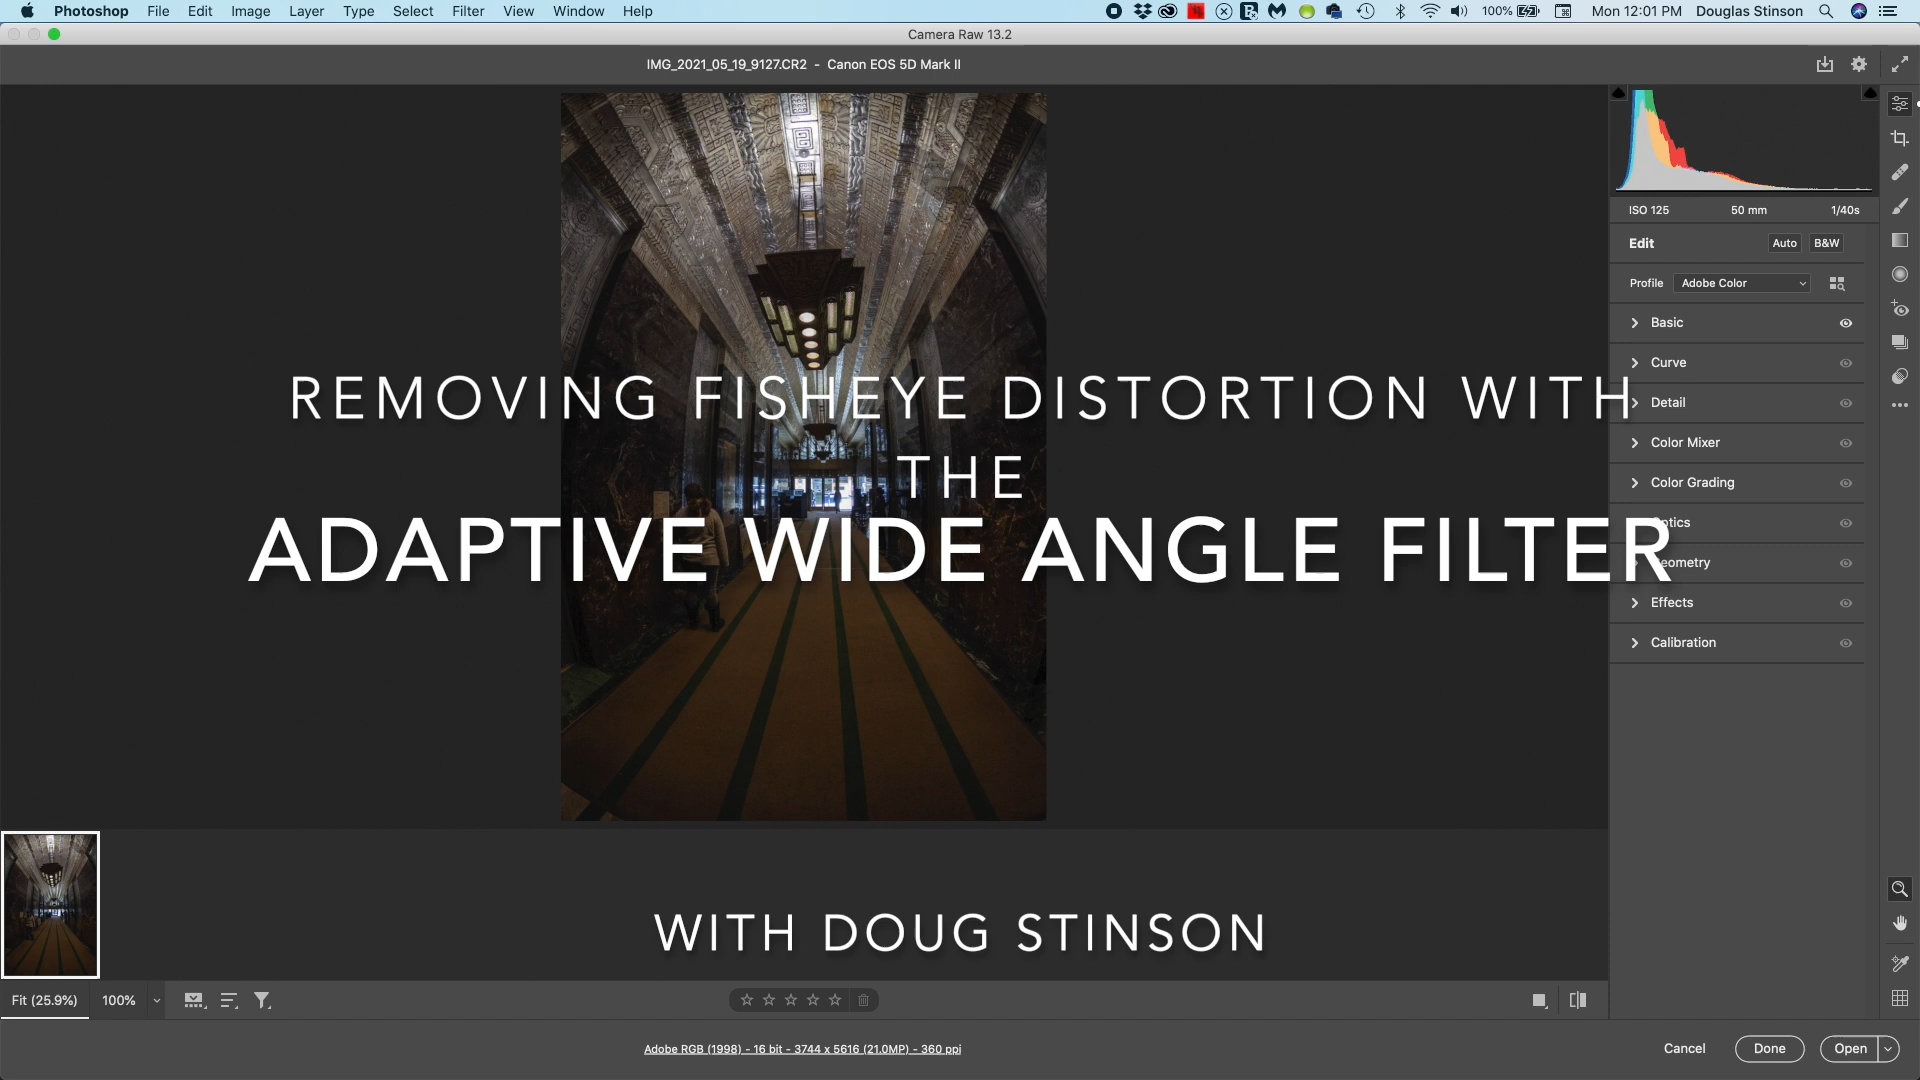 Photoshop File Edit Image Layer Type Select Filter View Window Help 100% Mon 12:01 PM Douglas Stinson
Camera Raw 13.2
IMG_2021_05_19_9127.CR2 - Canon EOS 5D Mark II
ISO 125 50 mm 1/40s
Edit Auto B&W
Profile Adobe Color
Basic
Curve
REMOVING FISHEYE DISTORTION WITH
Detail
Color Mixer
THE
Color Grading
ADAPTIVE WIDE ANGLE FILTER
Effects
Calibration
WITH DOUG STINSON
Fit (25.9%) 100%
Adobe RGB (1998) - 16 bit - 3744 x 5616 (21.0MP) - 360 ppi
Cancel Done Open